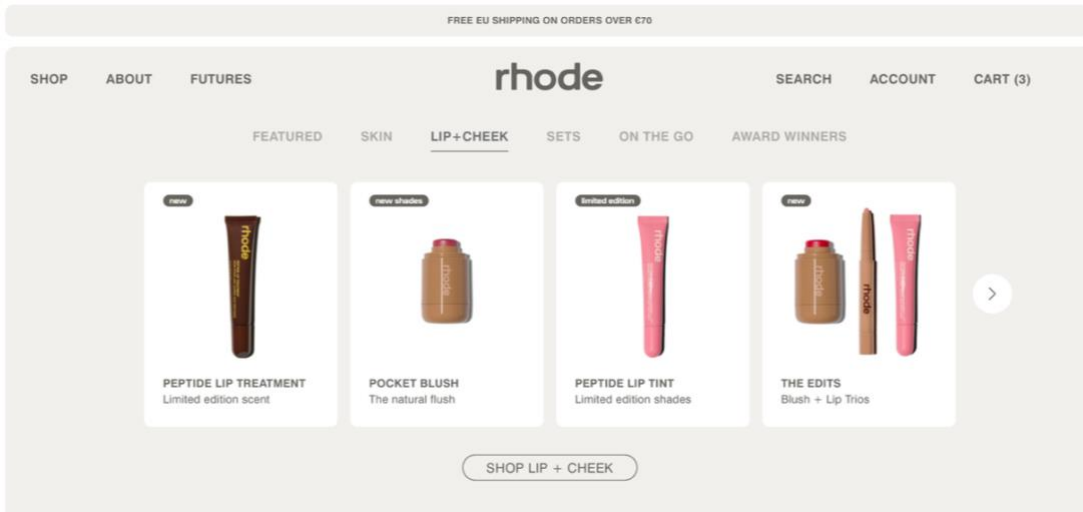 FREE EU SHIPPING ON ORDERS OVER €70
SHOP ABOUT FUTURES rhode SEARCH ACCOUNT CART (3)
FEATURED SKIN LIP+CHEEK SETS ON THE GO AWARD WINNERS
new new shades limited edition new
rhode rhode rhode rhode rhode rhode
PEPTIDE LIP TREATMENT POCKET BLUSH PEPTIDE LIP TINT THE EDITS
Limited edition scent The natural flush Limited edition shades Blush + Lip Trios
SHOP LIP + CHEEK